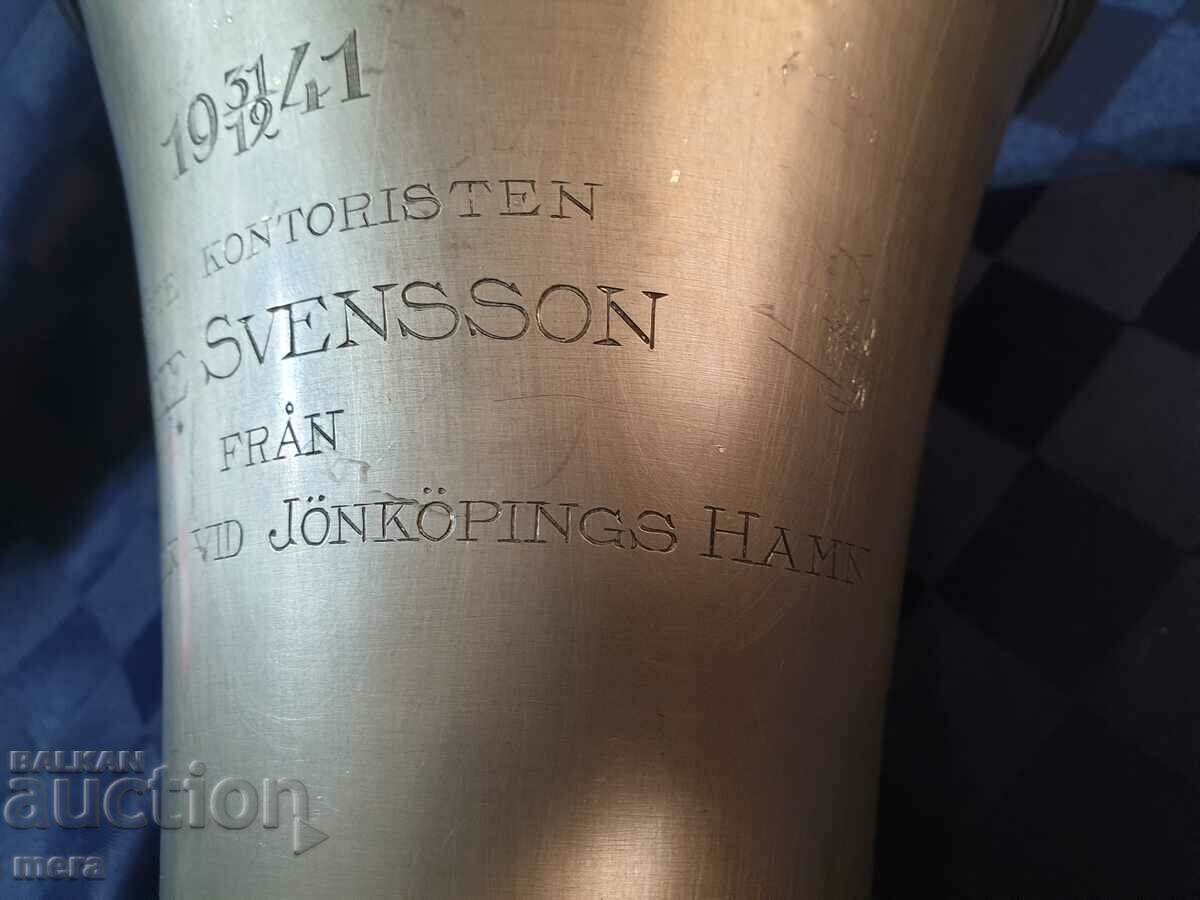 19 31/12 41
KONTORISTEN
SVENSSON
FRÅN
VID JÖNKÖPINGS HAMN
BALKAN
auction
mera